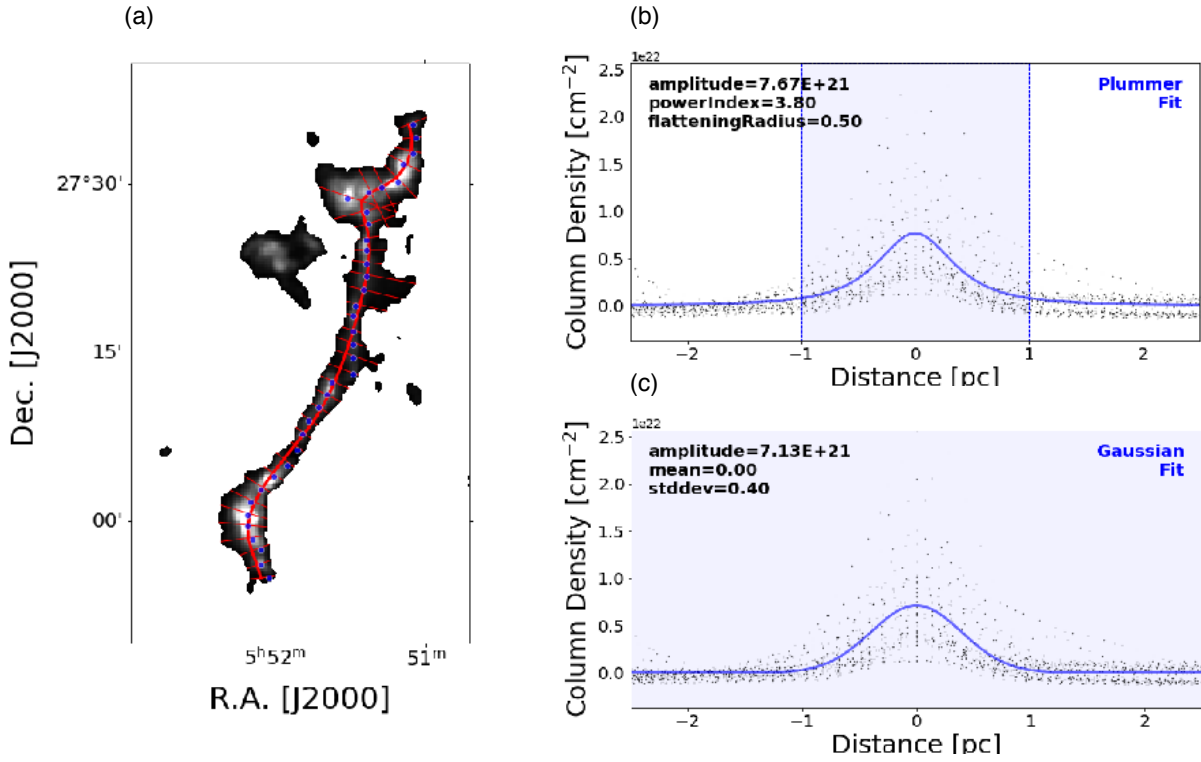 (a)
27°30'
15'
00'
Dec. [J2000]
5ʰ52ᵐ
51ᵐ
R.A. [J2000]
(b)
1e22
amplitude=7.67E+21
powerIndex=3.80
flatteningRadius=0.50
Plummer
Fit
2.5
2.0
1.5
1.0
0.5
0.0
Column Density [cm⁻²]
−2
−1
0
1
2
Distance [pc]
(c)
1e22
amplitude=7.13E+21
mean=0.00
stddev=0.40
Gaussian
Fit
2.5
2.0
1.5
1.0
0.5
0.0
Column Density [cm⁻²]
−2
−1
0
1
2
Distance [pc]